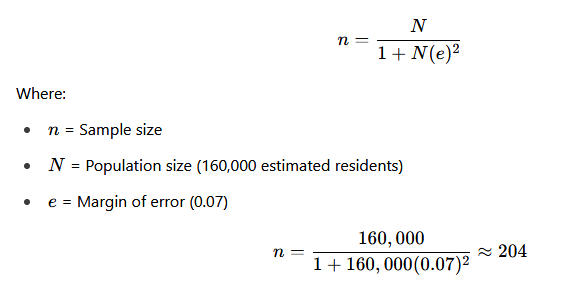 n = N / (1 + N(e)²)
Where:
• n = Sample size
• N = Population size (160,000 estimated residents)
• e = Margin of error (0.07)
n = 160,000 / (1 + 160,000(0.07)²) ≈ 204